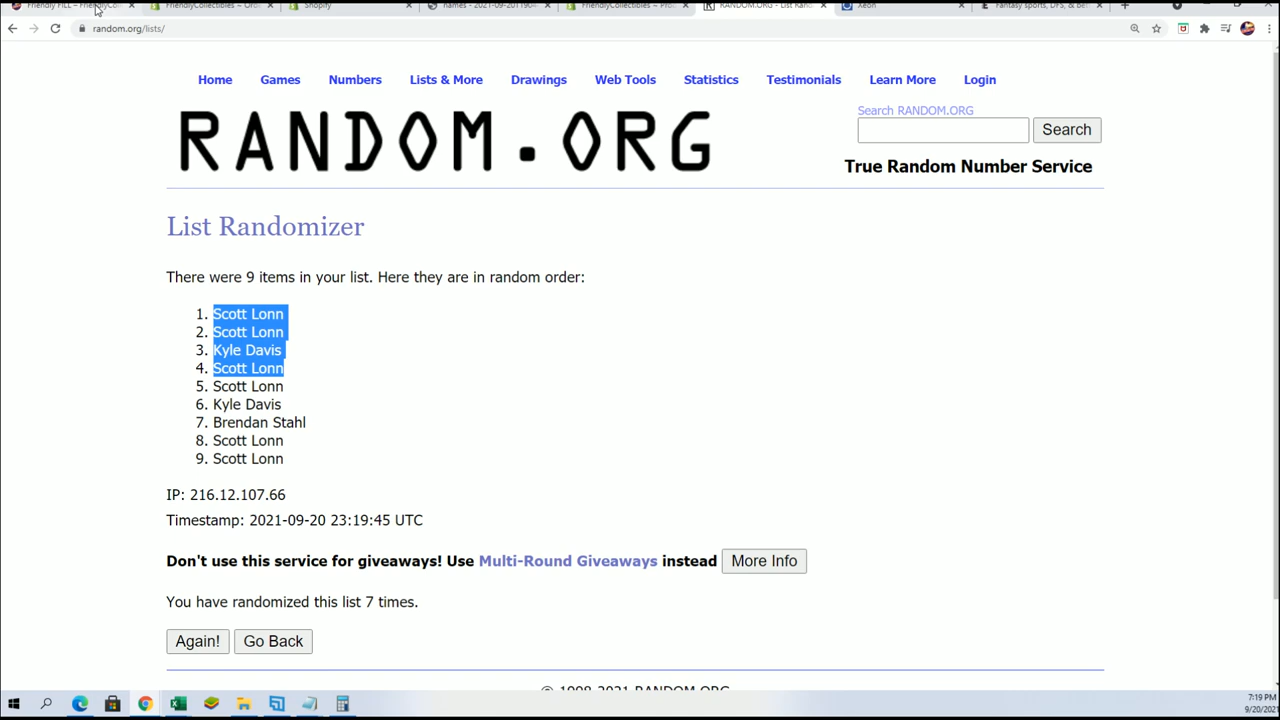 Friendly FILL – FriendlyCo
FriendlyCollectibles ~ Ord
Shopify
names - 2021-09-20T1904
FriendlyCollectibles ~ Prod
RANDOM.ORG - List Rand
Xeon
Fantasy sports, DFS, & be
random.org/lists/
Home Games Numbers Lists & More Drawings Web Tools Statistics Testimonials Learn More Login
RANDOM.ORG
Search RANDOM.ORG
Search
True Random Number Service
List Randomizer
There were 9 items in your list. Here they are in random order:
1. Scott Lonn
2. Scott Lonn
3. Kyle Davis
4. Scott Lonn
5. Scott Lonn
6. Kyle Davis
7. Brendan Stahl
8. Scott Lonn
9. Scott Lonn
IP: 216.12.107.66
Timestamp: 2021-09-20 23:19:45 UTC
Don't use this service for giveaways! Use Multi-Round Giveaways instead More Info
You have randomized this list 7 times.
Again! Go Back
© 1998-2021 RANDOM.ORG
7:19 PM
9/20/2021